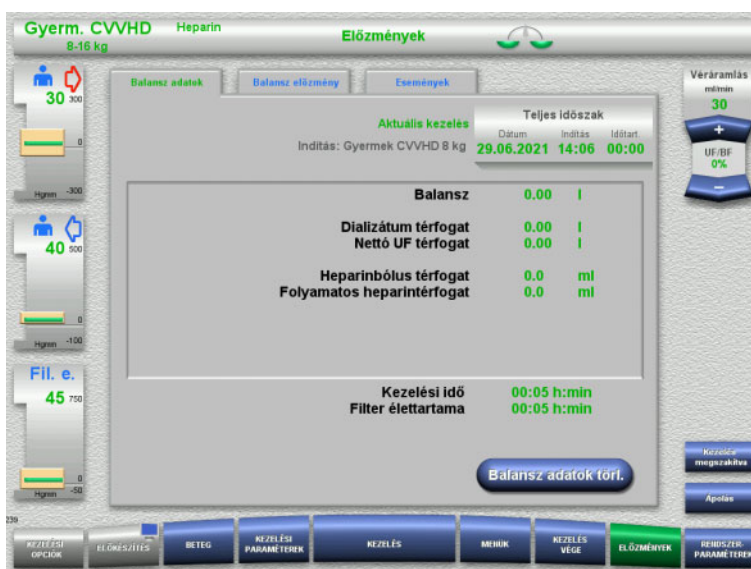 Gyerm. CVVHD Heparin
8-16 kg
Előzmények
30 300
0
Hgmm -300
40 500
0
Hgmm -100
Fil. e.
45 750
0
Hgmm -50
Balansz adatok Balansz előzmény Események
Teljes időszak
Aktuális kezelés
Dátum Indítás Időtart.
Indítás: Gyermek CVVHD 8 kg 29.06.2021 14:06 00:00
Balansz 0.00 l
Dializátum térfogat 0.00 l
Nettó UF térfogat 0.00 l
Heparinbólus térfogat 0.0 ml
Folyamatos heparintérfogat 0.0 ml
Kezelési idő 00:05 h:min
Filter élettartama 00:05 h:min
Balansz adatok törl.
Véráramlás
ml/min
30
+
UF/BF
0%
−
Kezelés megszakítva
Ápolás
239
KEZELÉSI OPCIÓK
ELŐKÉSZÍTÉS
BETEG
KEZELÉSI PARAMÉTEREK
KEZELÉS
MENÜK
KEZELÉS VÉGE
ELŐZMÉNYEK
RENDSZER-PARAMÉTEREK